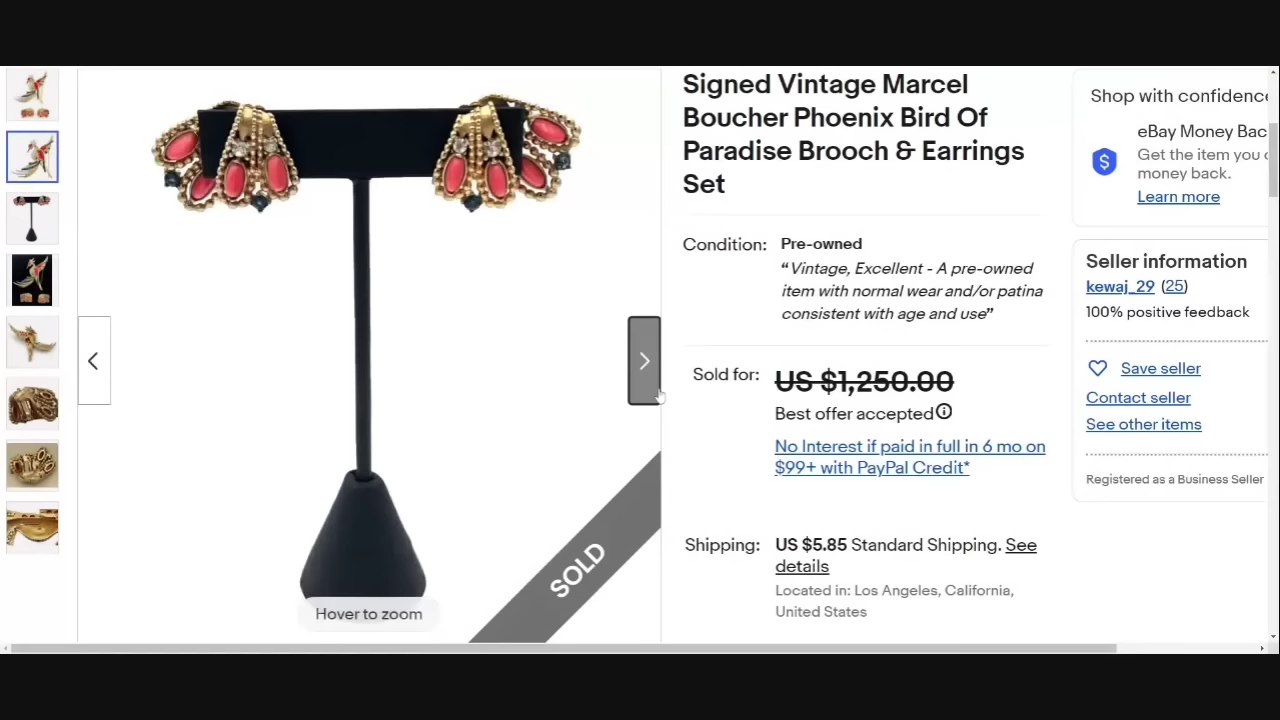 Signed Vintage Marcel
Boucher Phoenix Bird Of
Paradise Brooch & Earrings
Set
Condition: Pre-owned
“Vintage, Excellent - A pre-owned
item with normal wear and/or patina
consistent with age and use”
Sold for: US $1,250.00
Best offer accepted
No Interest if paid in full in 6 mo on
$99+ with PayPal Credit*
Shipping: US $5.85 Standard Shipping. See
details
Located in: Los Angeles, California,
United States
SOLD
Hover to zoom
Shop with confidence
eBay Money Bac
Get the item you
money back.
Learn more
Seller information
kewaj_29 (25)
100% positive feedback
Save seller
Contact seller
See other items
Registered as a Business Seller